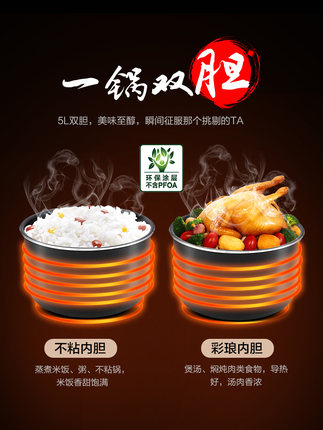 一锅双胆
5L双胆，美味至醇，瞬间征服那个挑剔的TA
环保涂层
不含PFOA
不粘内胆
蒸煮米饭、粥、不粘锅，
米饭香甜饱满
彩琅内胆
煲汤、焖炖肉类食物，导热
好，汤肉香浓